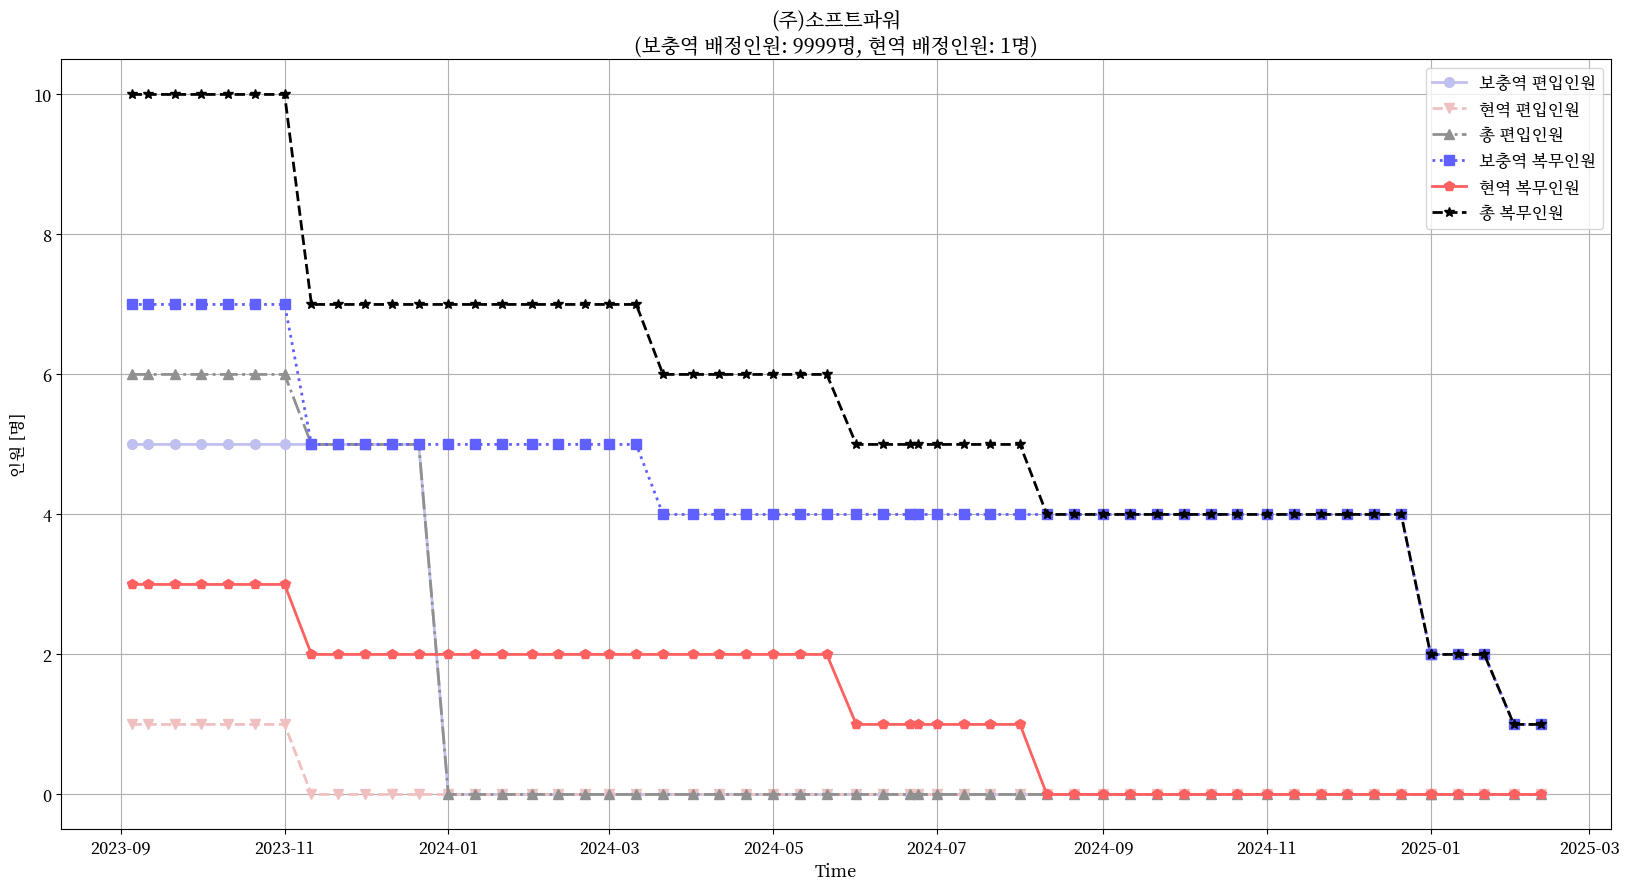 (주)소프트파워
(보충역 배정인원: 9999명, 현역 배정인원: 1명)
보충역 편입인원
현역 편입인원
총 편입인원
보충역 복무인원
현역 복무인원
총 복무인원
인원 [명]
10
8
6
4
2
0
2023-09
2023-11
2024-01
2024-03
2024-05
2024-07
2024-09
2024-11
2025-01
2025-03
Time